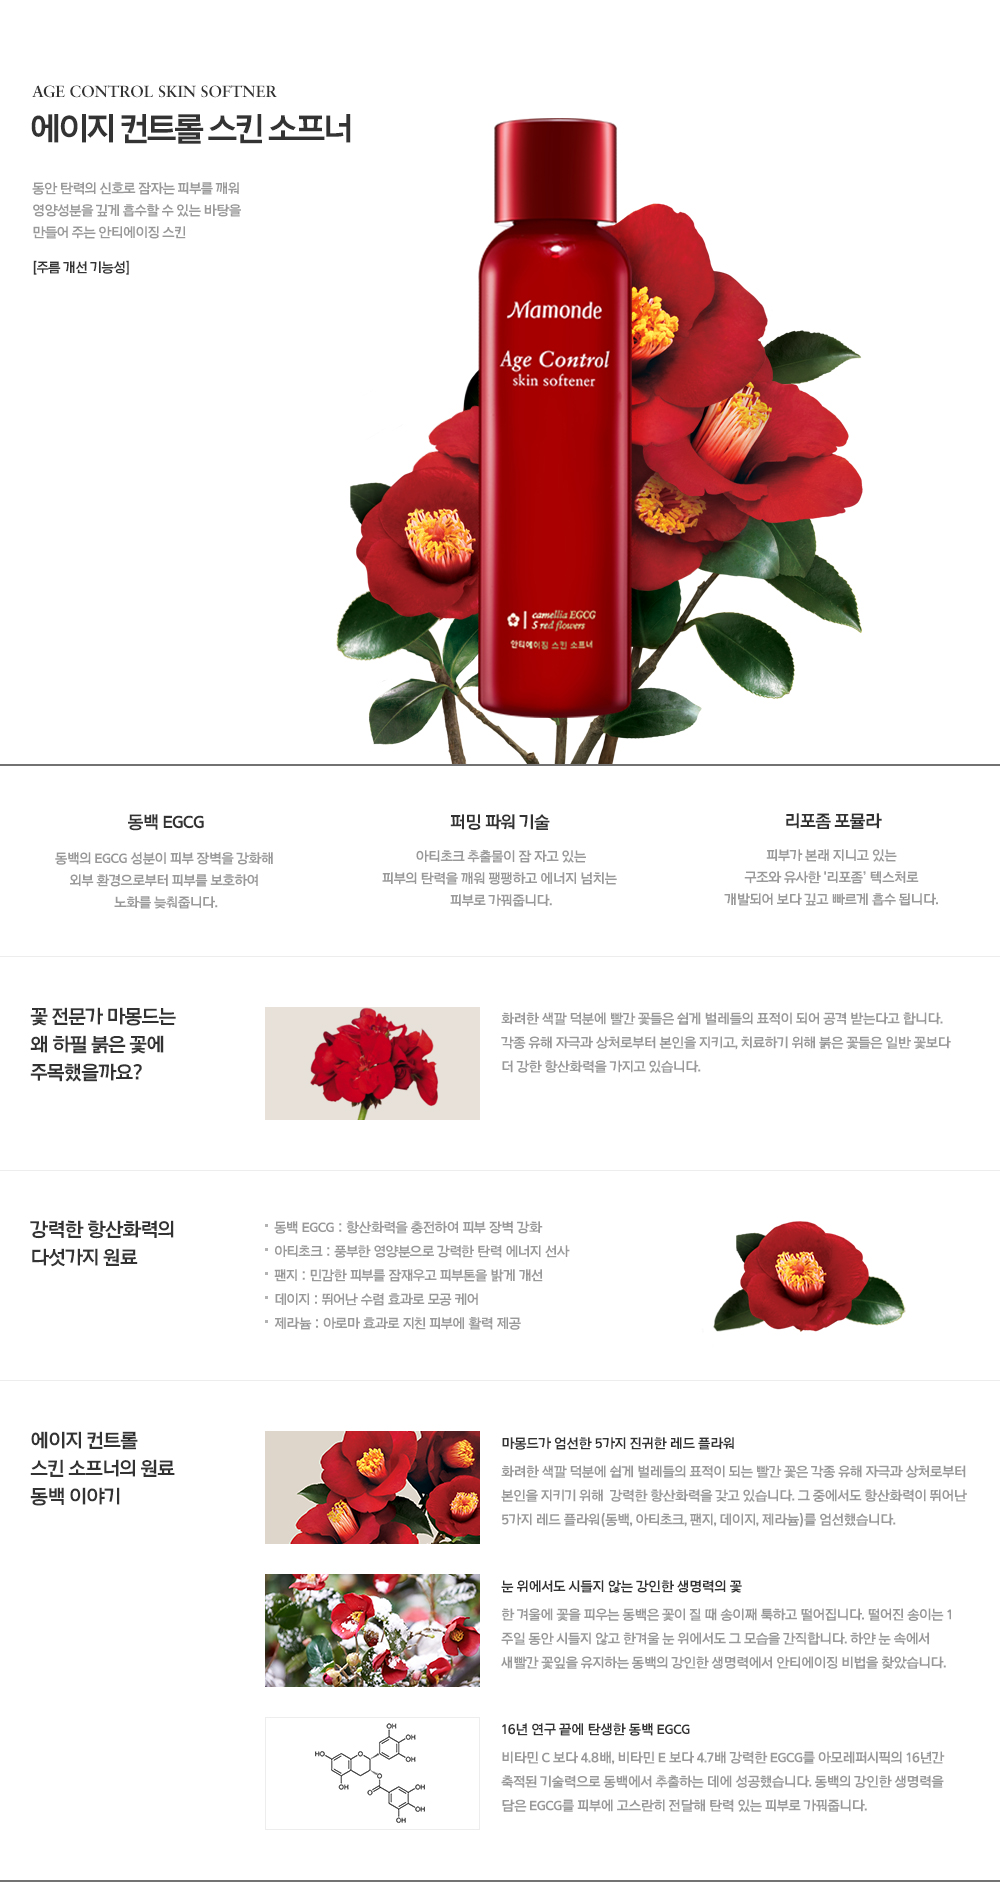 AGE CONTROL SKIN SOFTNER
에이지 컨트롤 스킨 소프너
동안 탄력의 신호로 잠자는 피부를 깨워
영양성분을 깊게 흡수할 수 있는 바탕을
만들어 주는 안티에이징 스킨
[주름 개선 기능성]
Mamonde
Age Control
skin softener
camellia EGCG
5 red flowers
안티에이징 스킨 소프너
동백 EGCG
동백의 EGCG 성분이 피부 장벽을 강화해
외부 환경으로부터 피부를 보호하여
노화를 늦춰줍니다.
퍼밍 파워 기술
아티초크 추출물이 잠 자고 있는
피부의 탄력을 깨워 팽팽하고 에너지 넘치는
피부로 가꿔줍니다.
리포좀 포뮬라
피부가 본래 지니고 있는
구조와 유사한 '리포좀' 텍스처로
개발되어 보다 깊고 빠르게 흡수 됩니다.
꽃 전문가 마몽드는
왜 하필 붉은 꽃에
주목했을까요?
화려한 색깔 덕분에 빨간 꽃들은 쉽게 벌레들의 표적이 되어 공격 받는다고 합니다.
각종 유해 자극과 상처로부터 본인을 지키고, 치료하기 위해 붉은 꽃들은 일반 꽃보다
더 강한 항산화력을 가지고 있습니다.
강력한 항산화력의
다섯가지 원료
동백 EGCG : 항산화력을 충전하여 피부 장벽 강화
아티초크 : 풍부한 영양분으로 강력한 탄력 에너지 선사
팬지 : 민감한 피부를 잠재우고 피부톤을 밝게 개선
데이지 : 뛰어난 수렴 효과로 모공 케어
제라늄 : 아로마 효과로 지친 피부에 활력 제공
에이지 컨트롤
스킨 소프너의 원료
동백 이야기
마몽드가 엄선한 5가지 진귀한 레드 플라워
화려한 색깔 덕분에 쉽게 벌레들의 표적이 되는 빨간 꽃은 각종 유해 자극과 상처로부터
본인을 지키기 위해 강력한 항산화력을 갖고 있습니다. 그 중에서도 항산화력이 뛰어난
5가지 레드 플라워(동백, 아티초크, 팬지, 데이지, 제라늄)를 엄선했습니다.
눈 위에서도 시들지 않는 강인한 생명력의 꽃
한 겨울에 꽃을 피우는 동백은 꽃이 질 때 송이째 툭하고 떨어집니다. 떨어진 송이는 1
주일 동안 시들지 않고 한겨울 눈 위에서도 그 모습을 간직합니다. 하얀 눈 속에서
새빨간 꽃잎을 유지하는 동백의 강인한 생명력에서 안티에이징 비법을 찾았습니다.
OH
OH
HO
O
OH
OH
O
O
OH
OH
OH
16년 연구 끝에 탄생한 동백 EGCG
비타민 C 보다 4.8배, 비타민 E 보다 4.7배 강력한 EGCG를 아모레퍼시픽의 16년간
축적된 기술력으로 동백에서 추출하는 데에 성공했습니다. 동백의 강인한 생명력을
담은 EGCG를 피부에 고스란히 전달해 탄력 있는 피부로 가꿔줍니다.